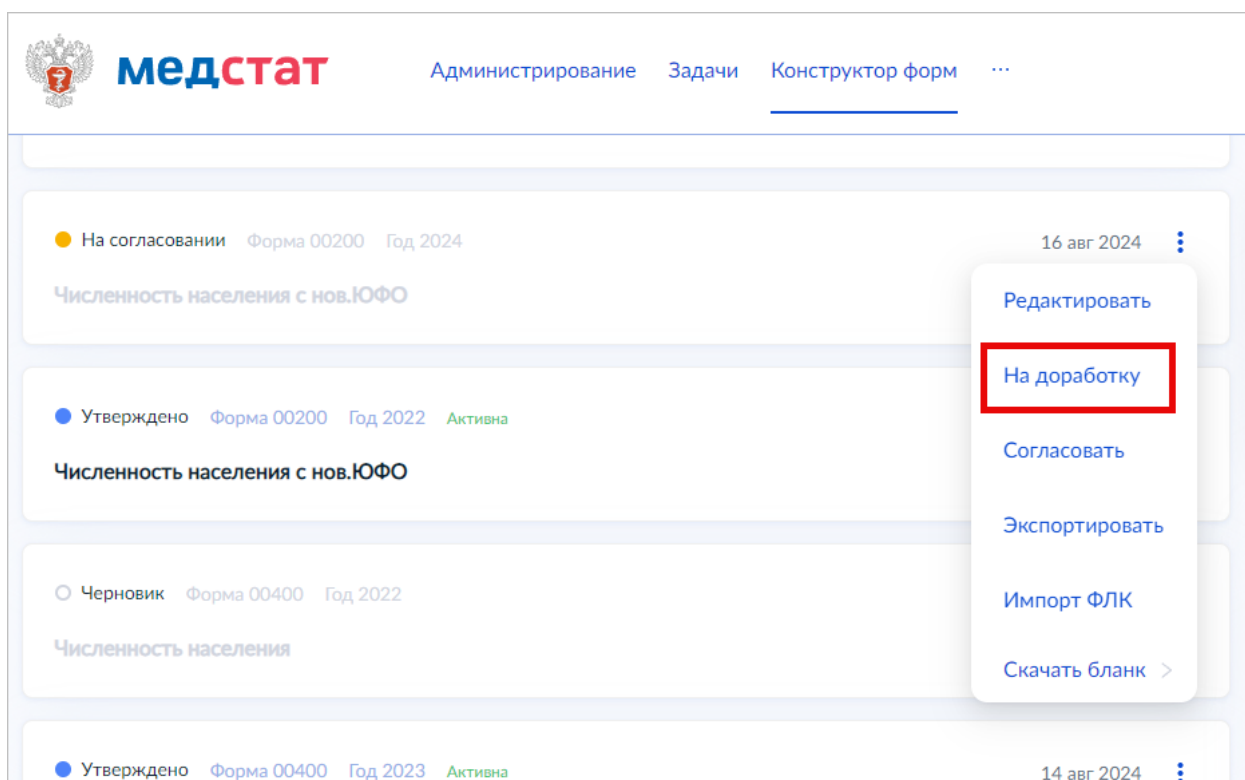 медстат Администрирование Задачи Конструктор форм ...
На согласовании Форма 00200 Год 2024 16 авг 2024
Численность населения с нов.ЮФО
Редактировать
На доработку
Утверждено Форма 00200 Год 2022 Активна
Согласовать
Численность населения с нов.ЮФО
Экспортировать
Черновик Форма 00400 Год 2022
Импорт ФЛК
Численность населения
Скачать бланк >
Утверждено Форма 00400 Год 2023 Активна 14 авг 2024